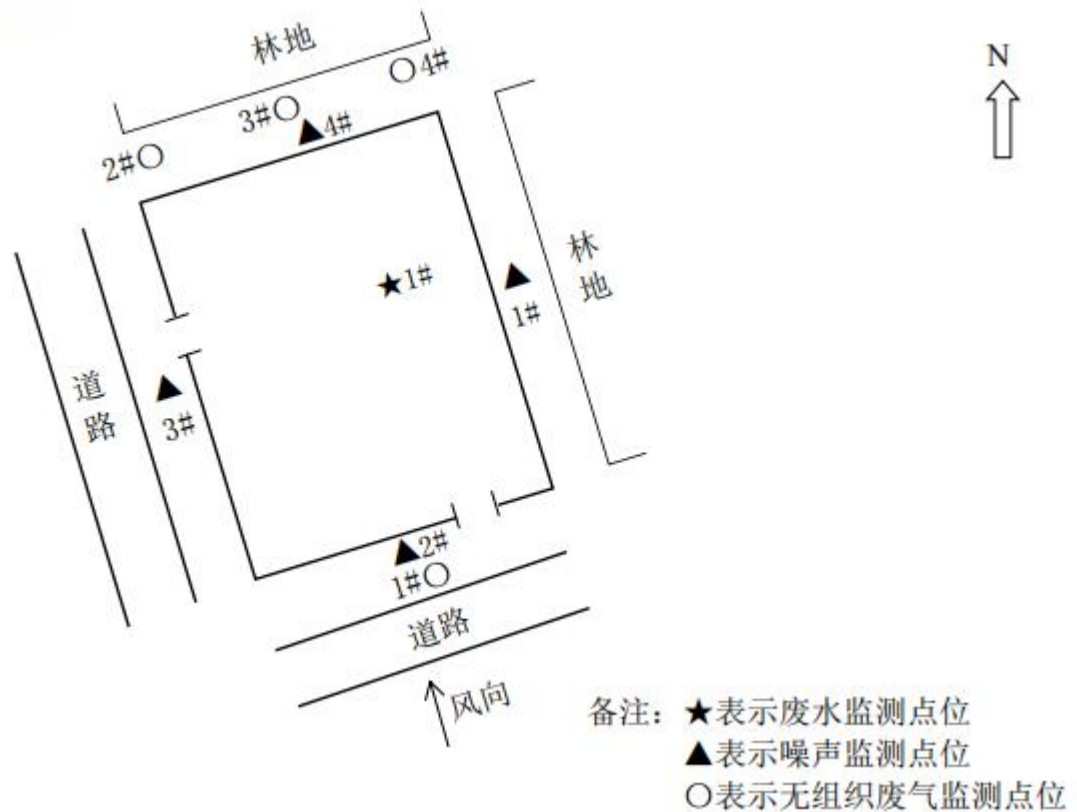 林地
N
○4#
3#○
▲4#
2#○
★1#
林地
▲
1#
道路
▲
3#
▲2#
1#○
道路
风向
备注：★表示废水监测点位
▲表示噪声监测点位
○表示无组织废气监测点位